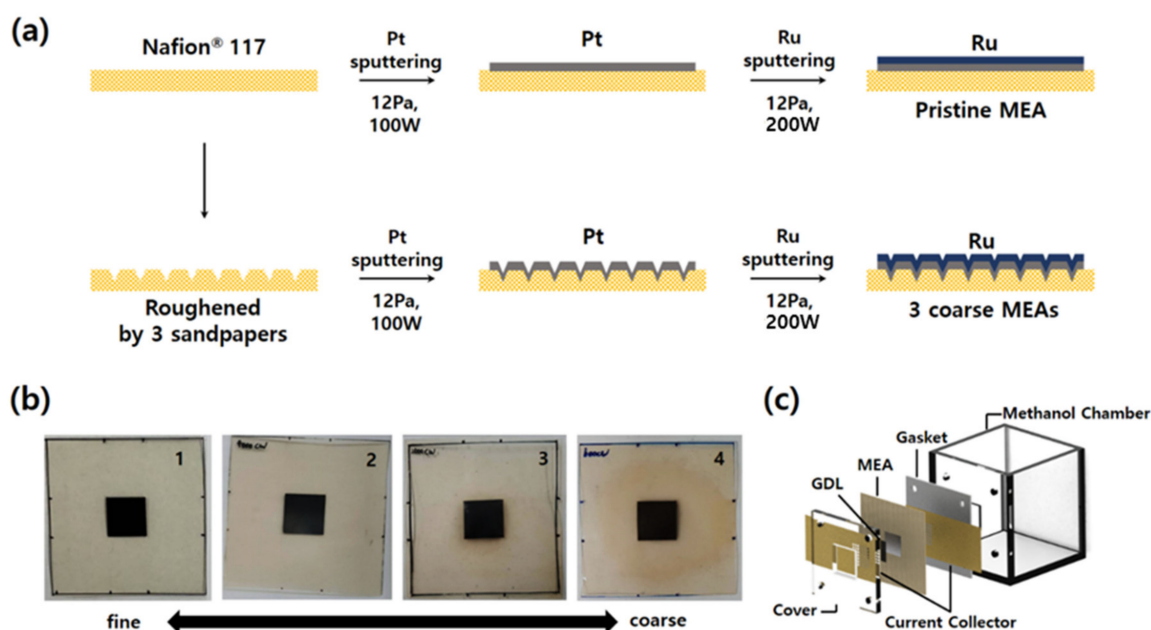 (a)
Nafion® 117
Pt
sputtering
12Pa,
100W
Pt
Ru
sputtering
12Pa,
200W
Ru
Pristine MEA
Roughened
by 3 sandpapers
Pt
sputtering
12Pa,
100W
Pt
Ru
sputtering
12Pa,
200W
Ru
3 coarse MEAs
(b)
1
2
3
4
fine
coarse
(c)
Methanol Chamber
Gasket
MEA
GDL
Cover
Current Collector